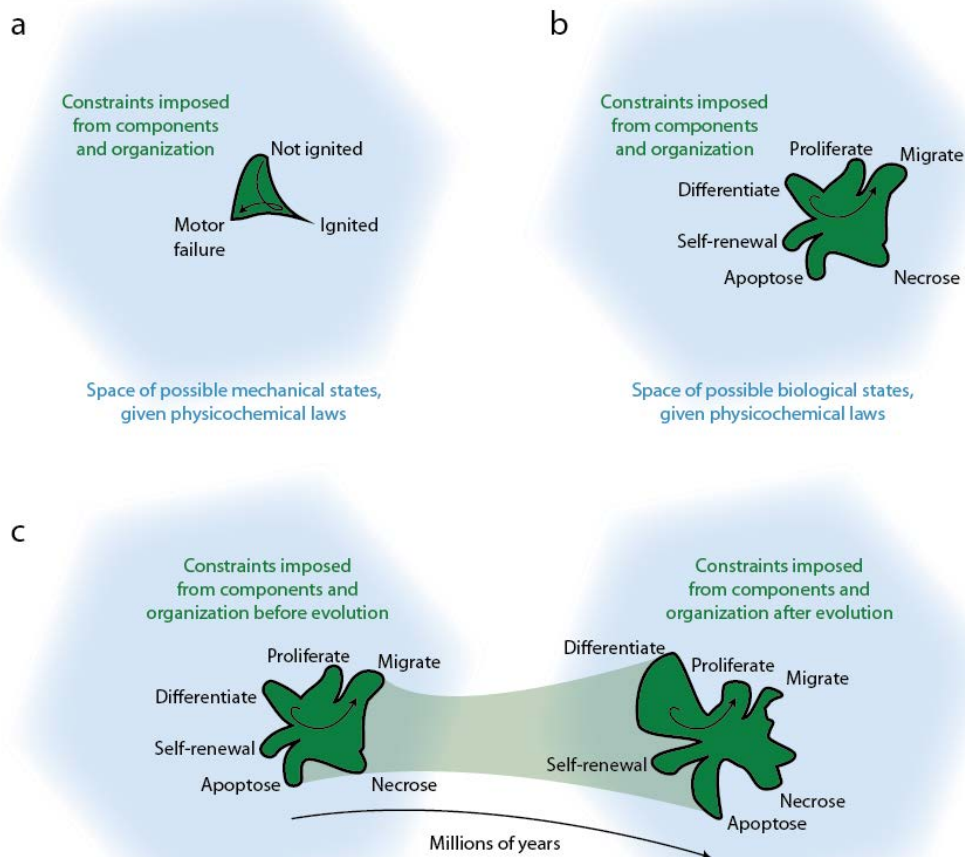 a
Constraints imposed
from components
and organization
Not ignited
Motor
failure
Ignited
Space of possible mechanical states,
given physicochemical laws
b
Constraints imposed
from components
and organization
Proliferate
Migrate
Differentiate
Self-renewal
Apoptose
Necrose
Space of possible biological states,
given physicochemical laws
c
Constraints imposed
from components and
organization before evolution
Proliferate
Migrate
Differentiate
Self-renewal
Apoptose
Necrose
Constraints imposed
from components and
organization after evolution
Differentiate
Proliferate
Migrate
Self-renewal
Necrose
Apoptose
Millions of years